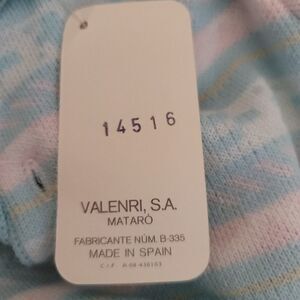 14516
VALENRI, S.A.
MATARÓ
FABRICANTE NÚM. B-335
MADE IN SPAIN
C.I.F.